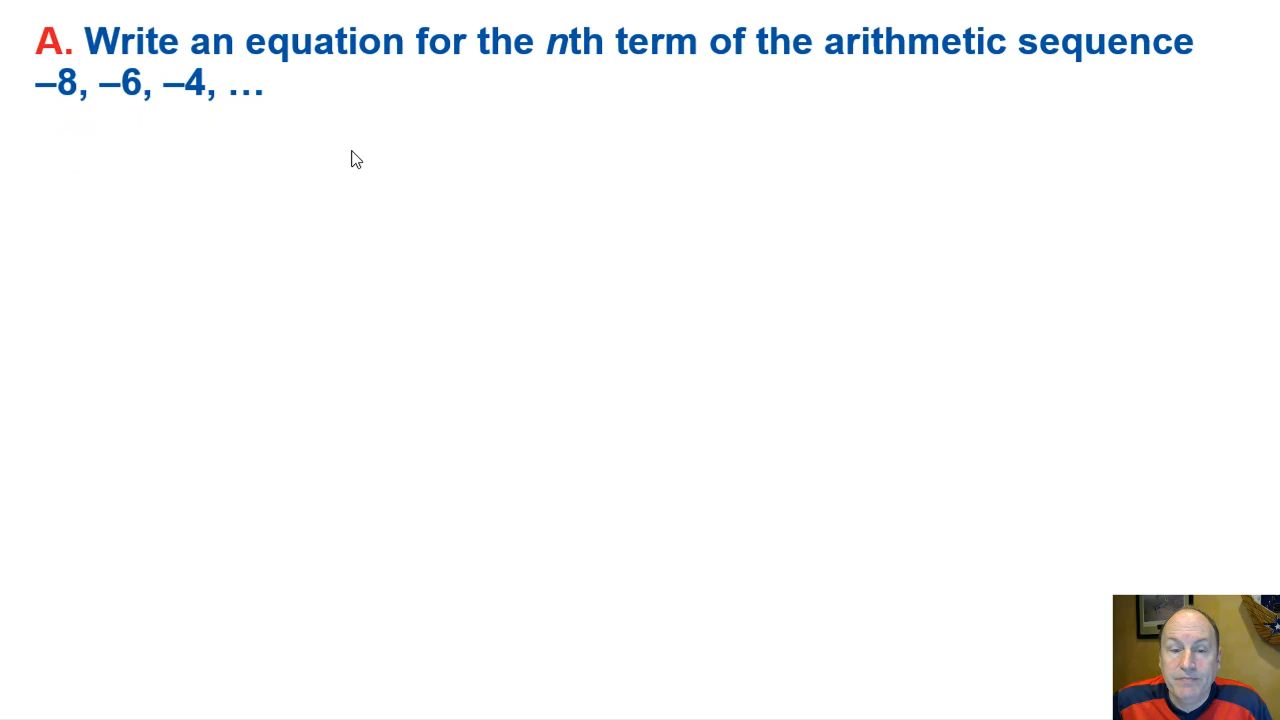 A. Write an equation for the nth term of the arithmetic sequence
–8, –6, –4, …